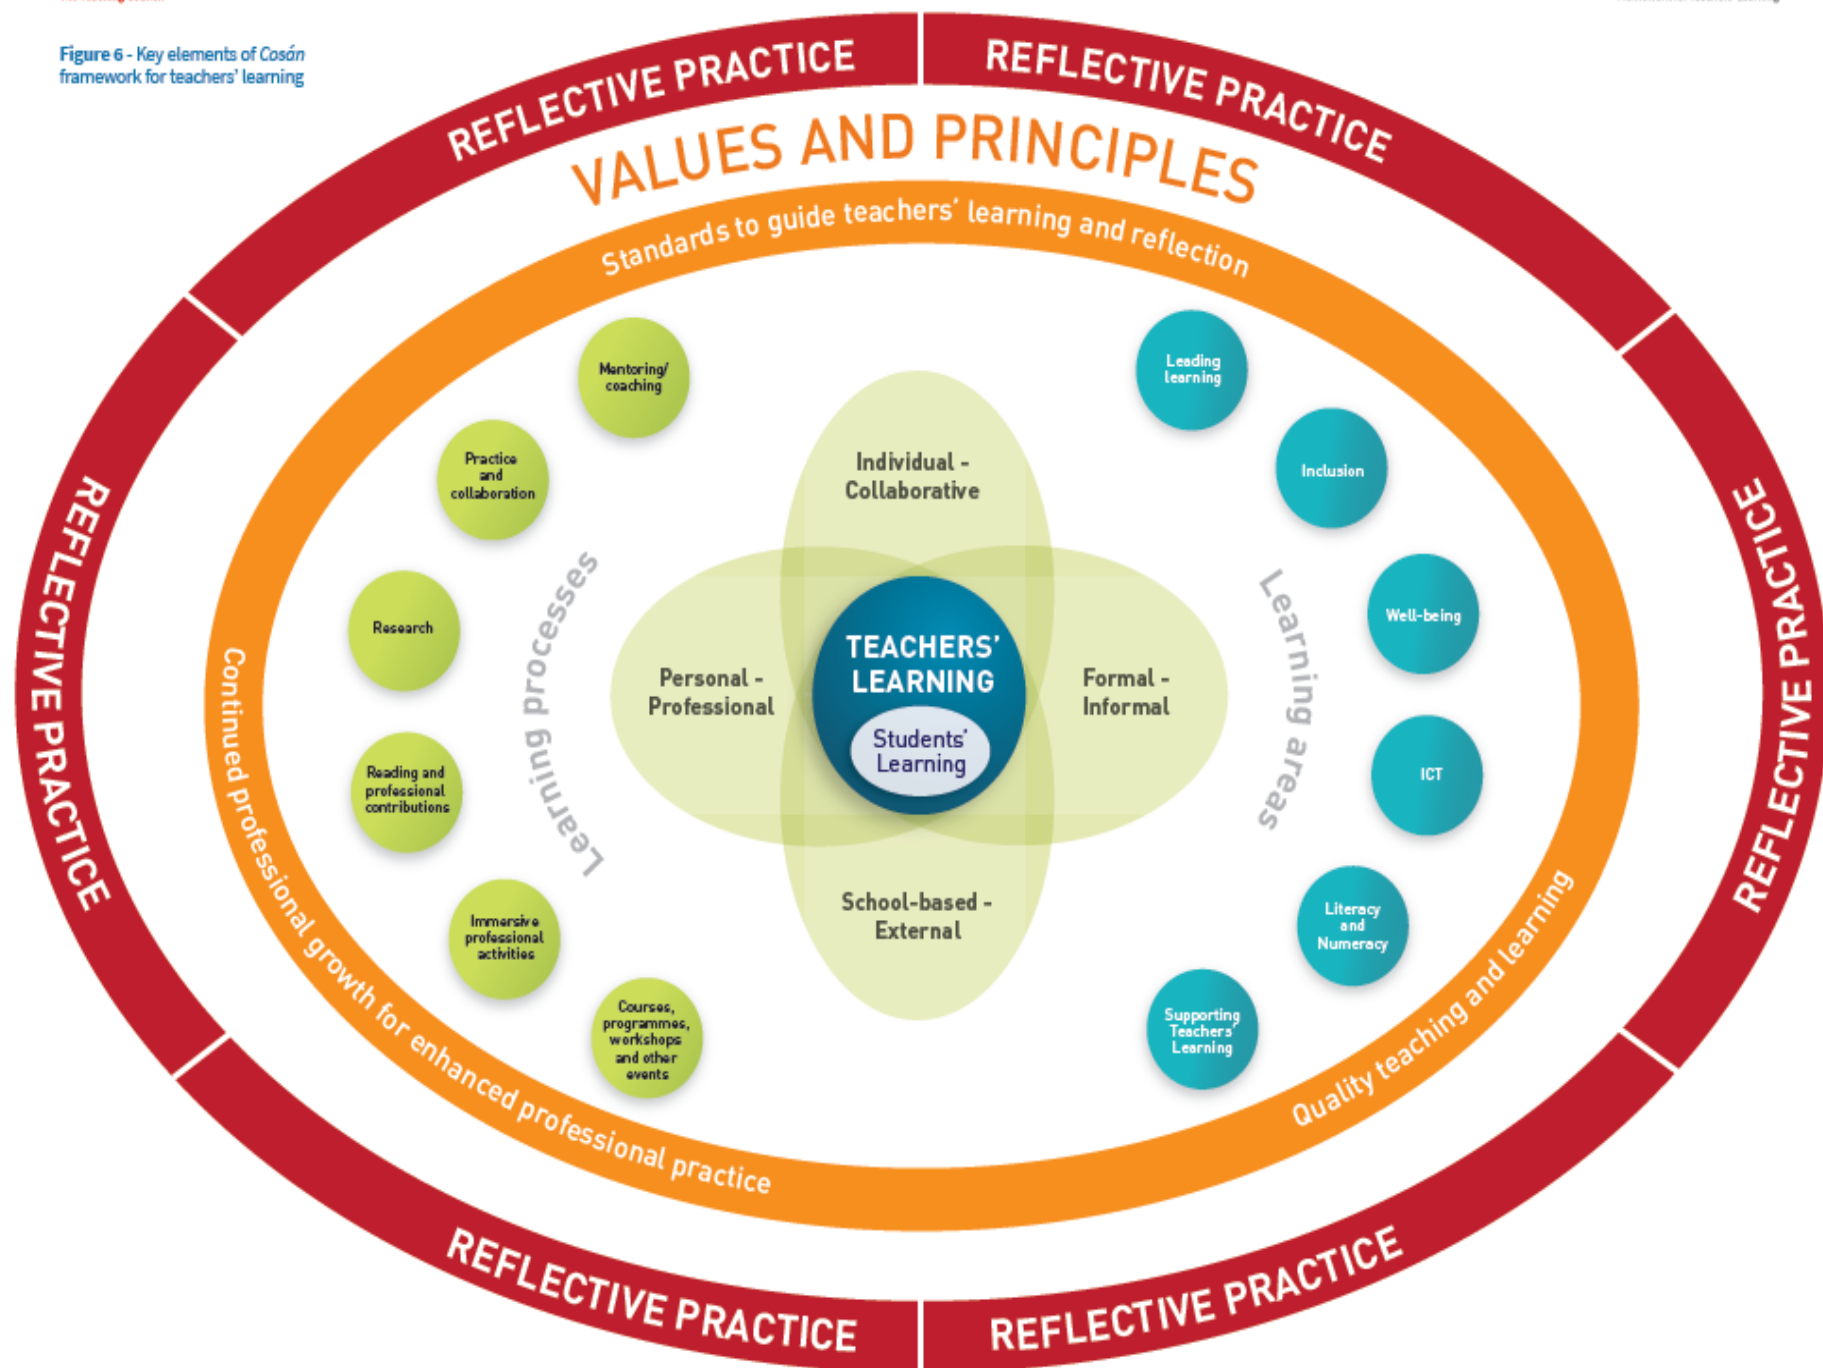 Figure 6 - Key elements of Cosán
framework for teachers' learning
REFLECTIVE PRACTICE
REFLECTIVE PRACTICE
VALUES AND PRINCIPLES
Standards to guide teachers' learning and reflection
Mentoring/
coaching
Practice
and
collaboration
Research
Reading and
professional
contributions
Immersive
professional
activities
Courses,
programmes,
workshops
and other
events
Learning processes
Individual -
Collaborative
Personal -
Professional
TEACHERS'
LEARNING
Students'
Learning
Formal -
Informal
School-based -
External
Learning areas
Leading
learning
Inclusion
Well-being
ICT
Literacy
and
Numeracy
Supporting
Teachers'
Learning
Continued professional growth for enhanced professional practice
Quality teaching and learning
REFLECTIVE PRACTICE
REFLECTIVE PRACTICE
REFLECTIVE PRACTICE
REFLECTIVE PRACTICE